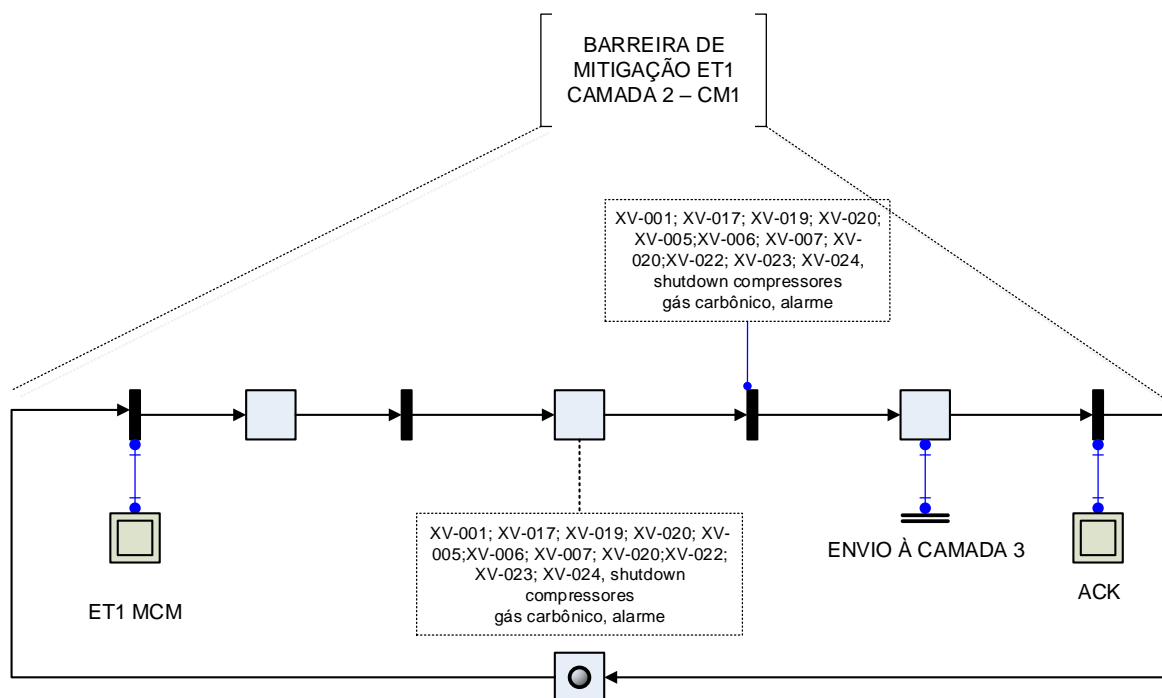 BARREIRA DE
MITIGAÇÃO ET1
CAMADA 2 – CM1
XV-001; XV-017; XV-019; XV-020;
XV-005;XV-006; XV-007; XV-
020;XV-022; XV-023; XV-024,
shutdown compressores
gás carbônico, alarme
XV-001; XV-017; XV-019; XV-020; XV-
005;XV-006; XV-007; XV-020;XV-022;
XV-023; XV-024, shutdown
compressores
gás carbônico, alarme
ET1 MCM
ENVIO À CAMADA 3
ACK